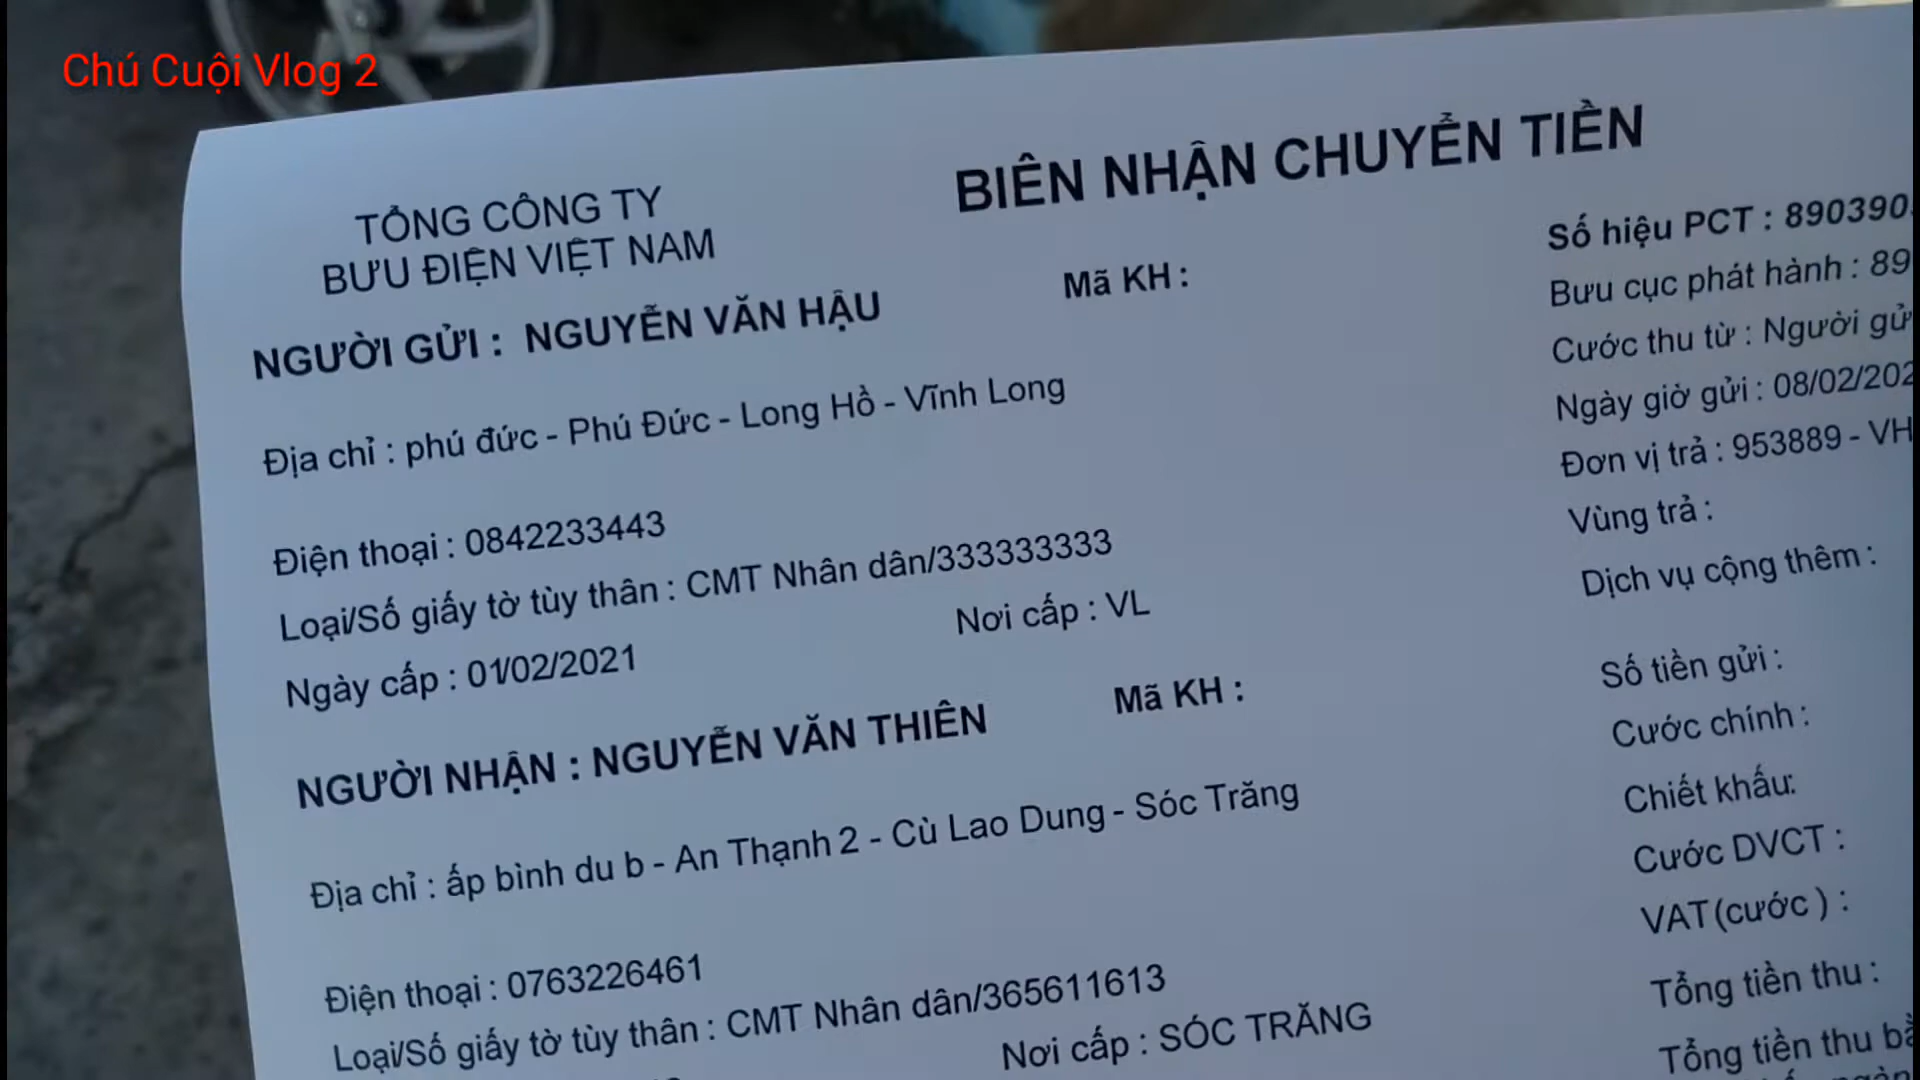 Chú Cuội Vlog 2
TỔNG CÔNG TY
BƯU ĐIỆN VIỆT NAM
BIÊN NHẬN CHUYỂN TIỀN
NGƯỜI GỬI : NGUYỄN VĂN HẬU
Mã KH :
Địa chỉ : phú đức - Phú Đức - Long Hồ - Vĩnh Long
Điện thoại : 0842233443
Loại/Số giấy tờ tùy thân : CMT Nhân dân/333333333
Ngày cấp : 01/02/2021
Nơi cấp : VL
NGƯỜI NHẬN : NGUYỄN VĂN THIÊN
Mã KH :
Địa chỉ : ấp bình du b - An Thạnh 2 - Cù Lao Dung - Sóc Trăng
Điện thoại : 0763226461
Loại/Số giấy tờ tùy thân : CMT Nhân dân/365611613
Nơi cấp : SÓC TRĂNG
Số hiệu PCT : 890390
Bưu cục phát hành : 89
Cước thu từ : Người gử
Ngày giờ gửi : 08/02/202
Đơn vị trả : 953889 - VH
Vùng trả :
Dịch vụ cộng thêm :
Số tiền gửi :
Cước chính :
Chiết khấu:
Cước DVCT :
VAT(cước ) :
Tổng tiền thu :
Tổng tiền thu bằ